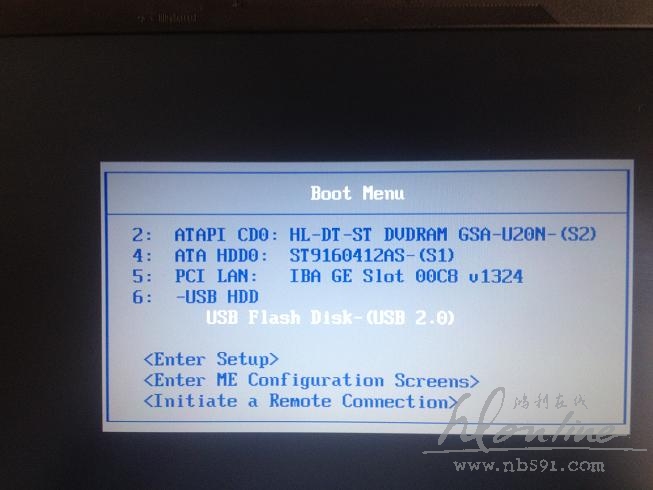 Boot Menu
2: ATAPI CD0: HL-DT-ST DVDRAM GSA-U20N-(S2)
4: ATA HDD0: ST9160412AS-(S1)
5: PCI LAN: IBA GE Slot 00C8 v1324
6: -USB HDD
USB Flash Disk-(USB 2.0)
<Enter Setup>
<Enter ME Configuration Screens>
<Initiate a Remote Connection>
鸿利在线
hlonline
www.nb591.com